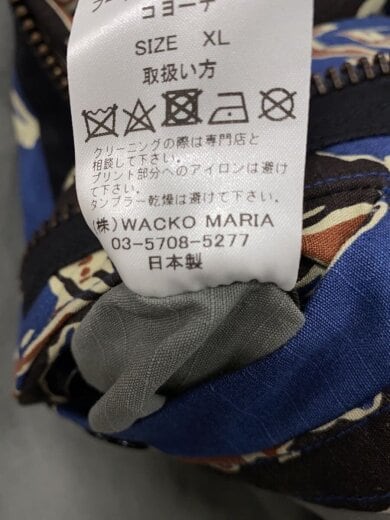 コヨーテ
SIZE XL
取扱い方
クリーニングの際は専門店と
相談して下さい。
プリント部分へのアイロンは避け
て下さい。
タンブラー乾燥は避けて下さい。
(株) WACKO MARIA
03-5708-5277
日本製